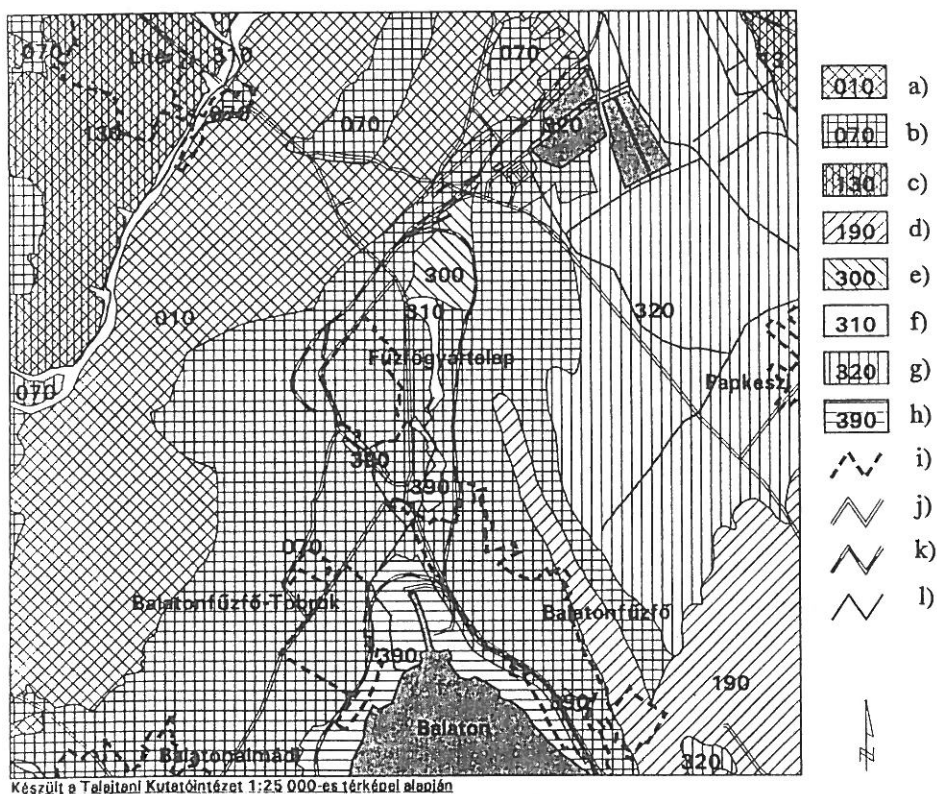 070
310
010
a)
070
070
b)
130
070
320
130
c)
190
d)
300
300
e)
310
310
f)
010
320
320
g)
Fűzfőgyártelep
Papkeszi
070
390
h)
390
i)
390
j)
070
k)
Balatonfűzfő-Tobruk
Balatonfűzfő
l)
390
190
390
Balaton
Balatonalmádi
320
Készült a Talajtani Kutatóintézet 1:25 000-es térképei alapján